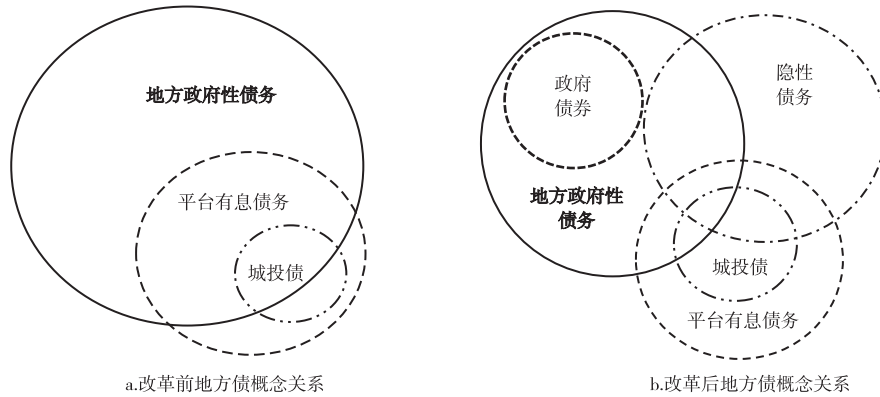 地方政府性债务
平台有息债务
城投债
a.改革前地方债概念关系
政府
债券
隐性
债务
地方政府性
债务
城投债
平台有息债务
b.改革后地方债概念关系